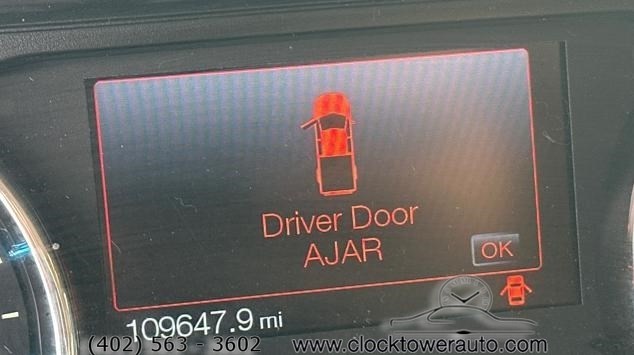 Driver Door
AJAR
OK
109647.9 mi
(402) 563 - 3602 www.clocktowerauto.com